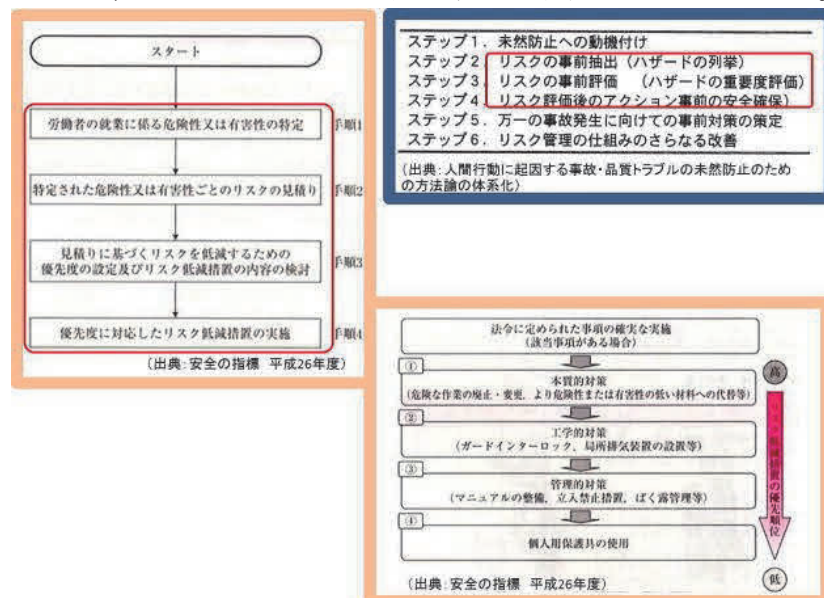 スタート
労働者の就業に係る危険性又は有害性の特定
手順1
特定された危険性又は有害性ごとのリスクの見積り
手順2
見積りに基づくリスクを低減するための
優先度の設定及びリスク低減措置の内容の検討
手順3
優先度に対応したリスク低減措置の実施
手順4
(出典:安全の指標 平成26年度)
ステップ1. 未然防止への動機付け
ステップ2. リスクの事前抽出(ハザードの列挙)
ステップ3. リスクの事前評価 (ハザードの重要度評価)
ステップ4. リスク評価後のアクション事前の安全確保)
ステップ5. 万一の事故発生に向けての事前対策の策定
ステップ6. リスク管理の仕組みのさらなる改善
(出典:人間行動に起因する事故・品質トラブルの未然防止のため
の方法論の体系化)
法令に定められた事項の確実な実施
(該当事項がある場合)
①
本質的対策
(危険な作業の廃止・変更、より危険性または有害性の低い材料への代替等)
②
工学的対策
(ガードインターロック、局所排気装置の設置等)
③
管理的対策
(マニュアルの整備、立入禁止措置、ばく露管理等)
④
個人用保護具の使用
高
リスク低減措置の優先順位
低
(出典:安全の指標 平成26年度)